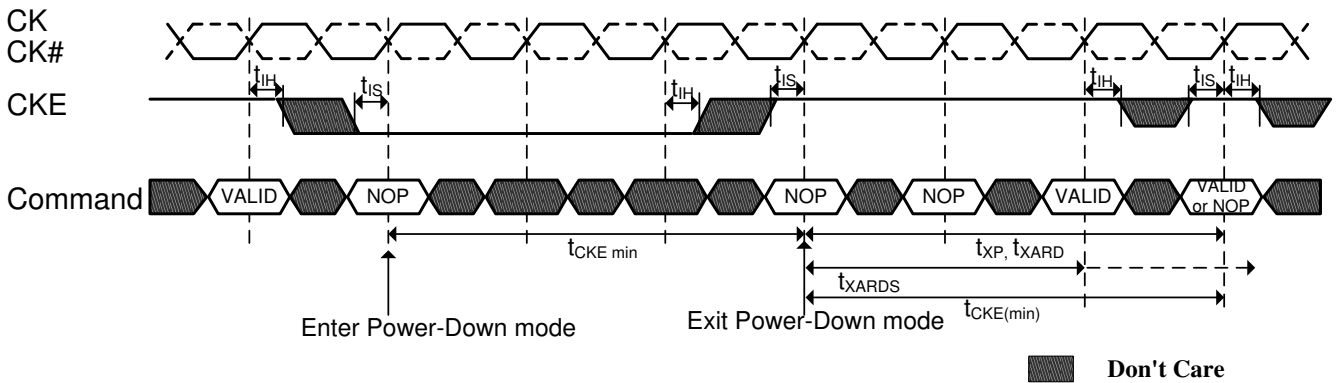 CK
CK#
tIH tIS tIH tIS tIH tIS tIH
CKE
Command VALID NOP NOP NOP VALID VALID or NOP
tCKE min tXP, tXARD
tXARDS
tCKE(min)
Enter Power-Down mode Exit Power-Down mode
Don't Care